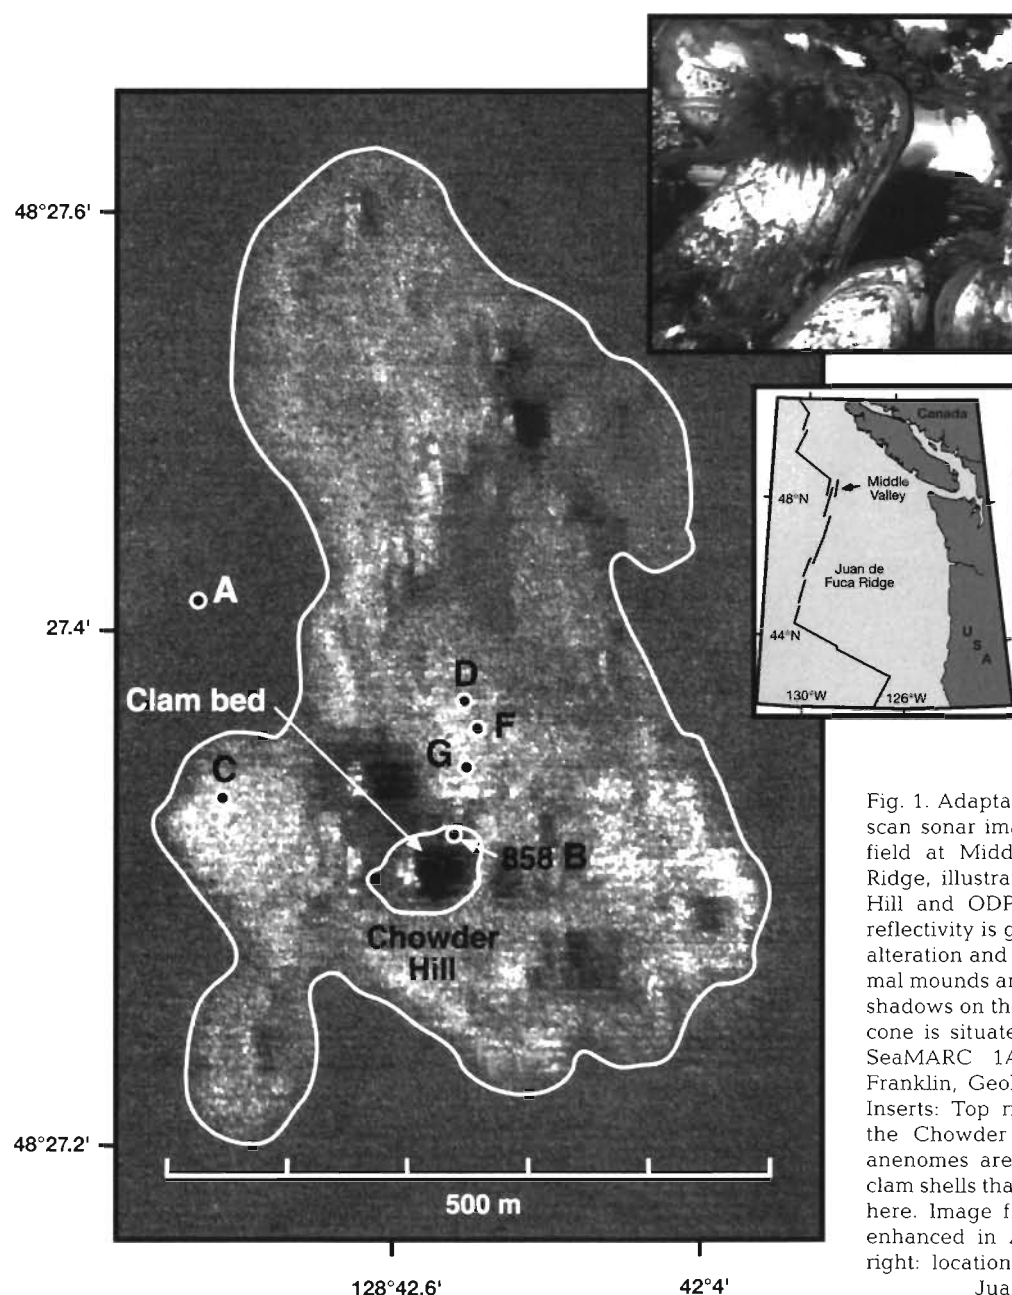 48°27.6'
27.4'
48°27.2'
128°42.6'
42°4'
A
Clam bed
C
D
F
G
858 B
Chowder
Hill
500 m
Canada
48°N
Middle
Valley
Juan de
Fuca Ridge
44°N
U
S
A
130°W
126°W
Fig. 1. Adapta
scan sonar ima
field at Midd
Ridge, illustra
Hill and ODP
reflectivity is g
alteration and
mal mounds ar
shadows on the
cone is situate
SeaMARC 1A
Franklin, Geol
Inserts: Top ri
the Chowder
anenomes are
clam shells tha
here. Image f
enhanced in
right: location
Jua